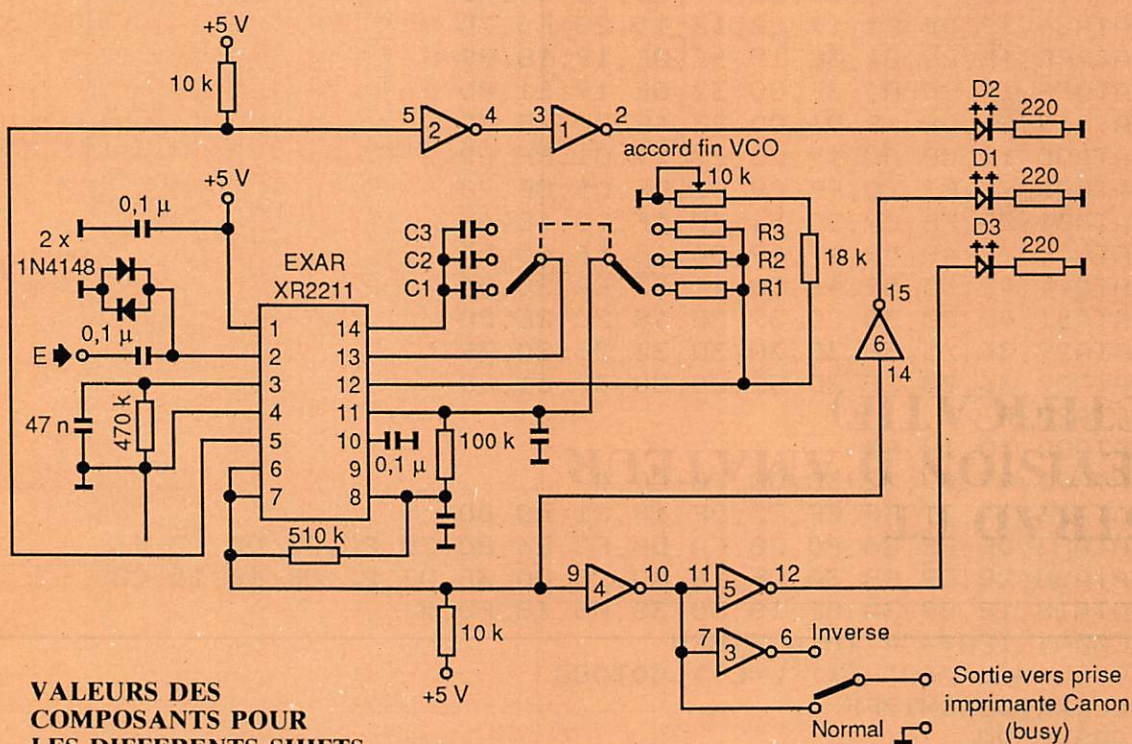 +5 V
10 k
5 2 4 3 1 2
D2
220
accord fin VCO
+5 V
10 k
D1
220
0,1 µ
2 x
1N4148
C3
R3
D3
220
EXAR
XR2211
C2
R2
18 k
C1
R1
0,1 µ
15
6
14
E
1 14
2 13
3 12
4 11
5 10
6 9
7 8
47 n
470 k
0,1 µ
100 k
510 k
9 4 10 11 5 12
10 k
7 3 6
Inverse
+5 V
Sortie vers prise
imprimante Canon
Normal
(busy)
VALEURS DES
COMPOSANTS POUR
LES DIFFERENTS SHIFTS